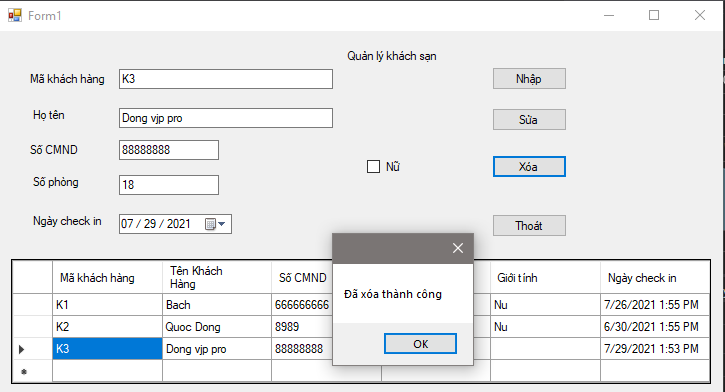 Form1
Quản lý khách sạn
Mã khách hàng K3 Nhập
Họ tên Dong vjp pro Sửa
Số CMND 88888888
Nữ Xóa
Số phòng 18
Ngày check in 07 / 29 / 2021 Thoát
Đã xóa thành công
OK
Mã khách hàng Tên Khách Hàng Số CMND Giới tính Ngày check in
K1 Bach 666666666 Nu 7/26/2021 1:55 PM
K2 Quoc Dong 8989 Nu 6/30/2021 1:55 PM
K3 Dong vjp pro 88888888 7/29/2021 1:53 PM